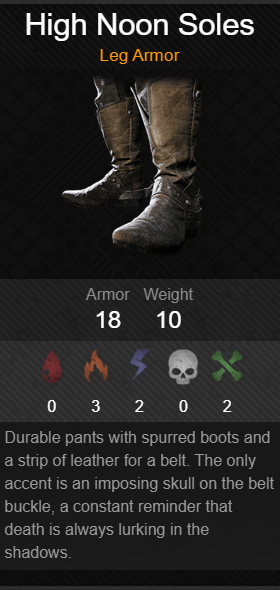 High Noon Soles
Leg Armor
Armor Weight
18 10
0 3 2 0 2
Durable pants with spurred boots and
a strip of leather for a belt. The only
accent is an imposing skull on the belt
buckle, a constant reminder that
death is always lurking in the
shadows.